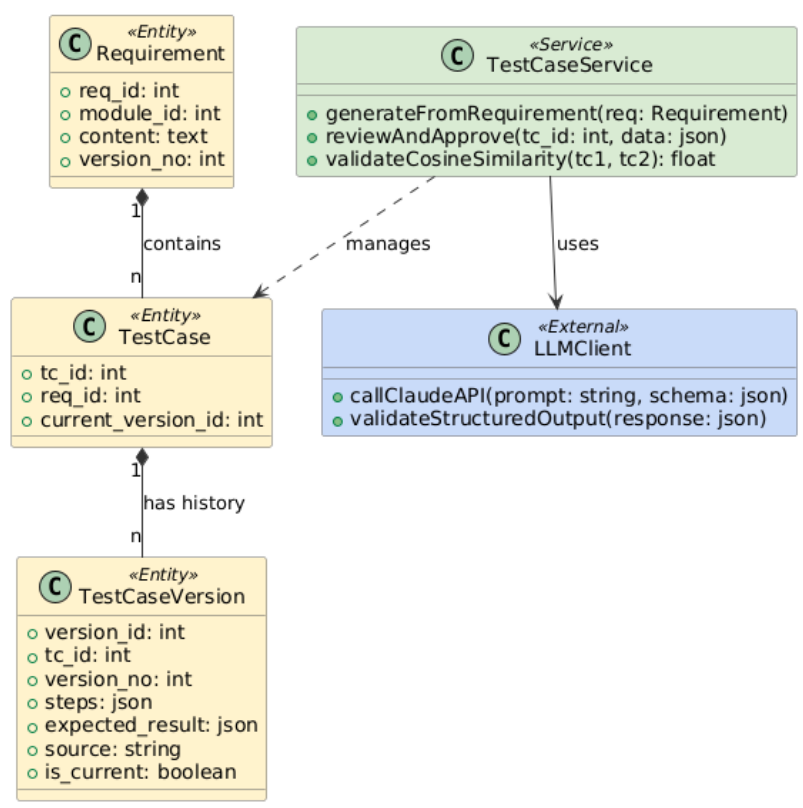 C
«Entity»
Requirement
req_id: int
module_id: int
content: text
version_no: int
C
«Service»
TestCaseService
generateFromRequirement(req: Requirement)
reviewAndApprove(tc_id: int, data: json)
validateCosineSimilarity(tc1, tc2): float
1
contains
n
manages
uses
C
«Entity»
TestCase
tc_id: int
req_id: int
current_version_id: int
C
«External»
LLMClient
callClaudeAPI(prompt: string, schema: json)
validateStructuredOutput(response: json)
1
has history
n
C
«Entity»
TestCaseVersion
version_id: int
tc_id: int
version_no: int
steps: json
expected_result: json
source: string
is_current: boolean